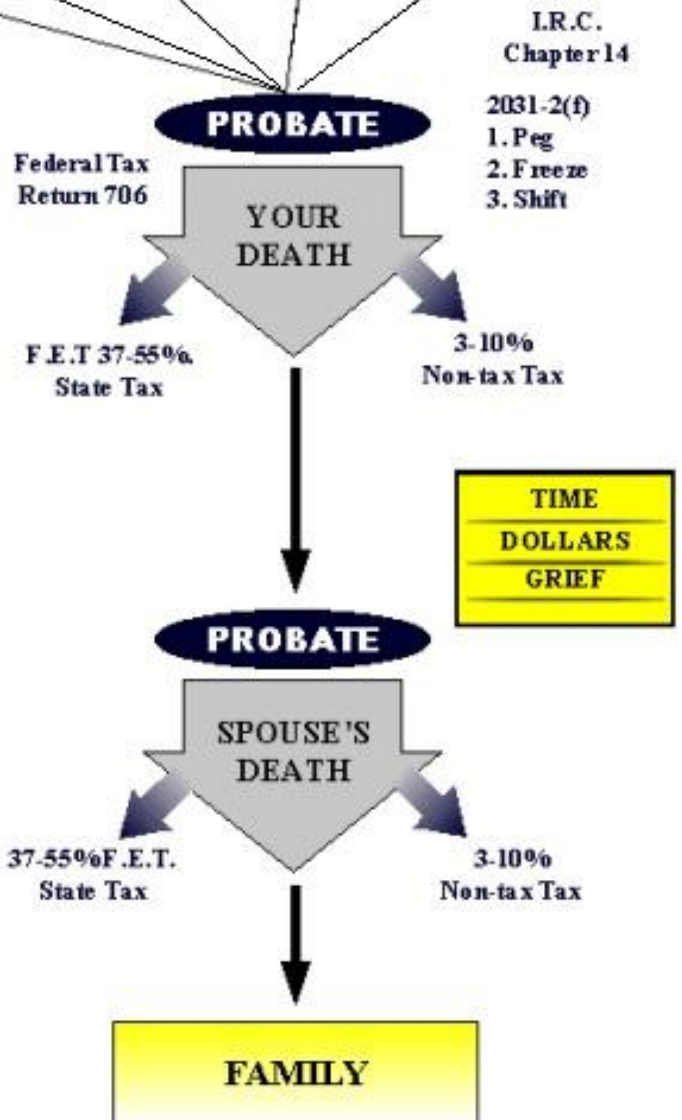 I.R.C.
Chapter 14
PROBATE
2031-2(f)
1. Peg
2. Freeze
3. Shift
Federal Tax
Return 706
YOUR
DEATH
F.E.T 37-55%.
State Tax
3-10%
Non-tax Tax
TIME
DOLLARS
GRIEF
PROBATE
SPOUSE'S
DEATH
37-55%F.E.T.
State Tax
3-10%
Non-tax Tax
FAMILY